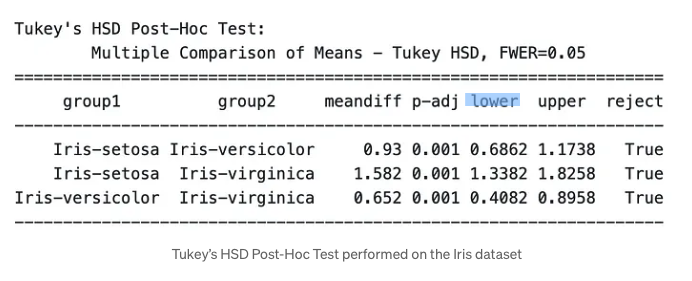 Tukey's HSD Post-Hoc Test:
Multiple Comparison of Means - Tukey HSD, FWER=0.05
group1 group2 meandiff p-adj lower upper reject
Iris-setosa Iris-versicolor 0.93 0.001 0.6862 1.1738 True
Iris-setosa Iris-virginica 1.582 0.001 1.3382 1.8258 True
Iris-versicolor Iris-virginica 0.652 0.001 0.4082 0.8958 True
Tukey’s HSD Post-Hoc Test performed on the Iris dataset